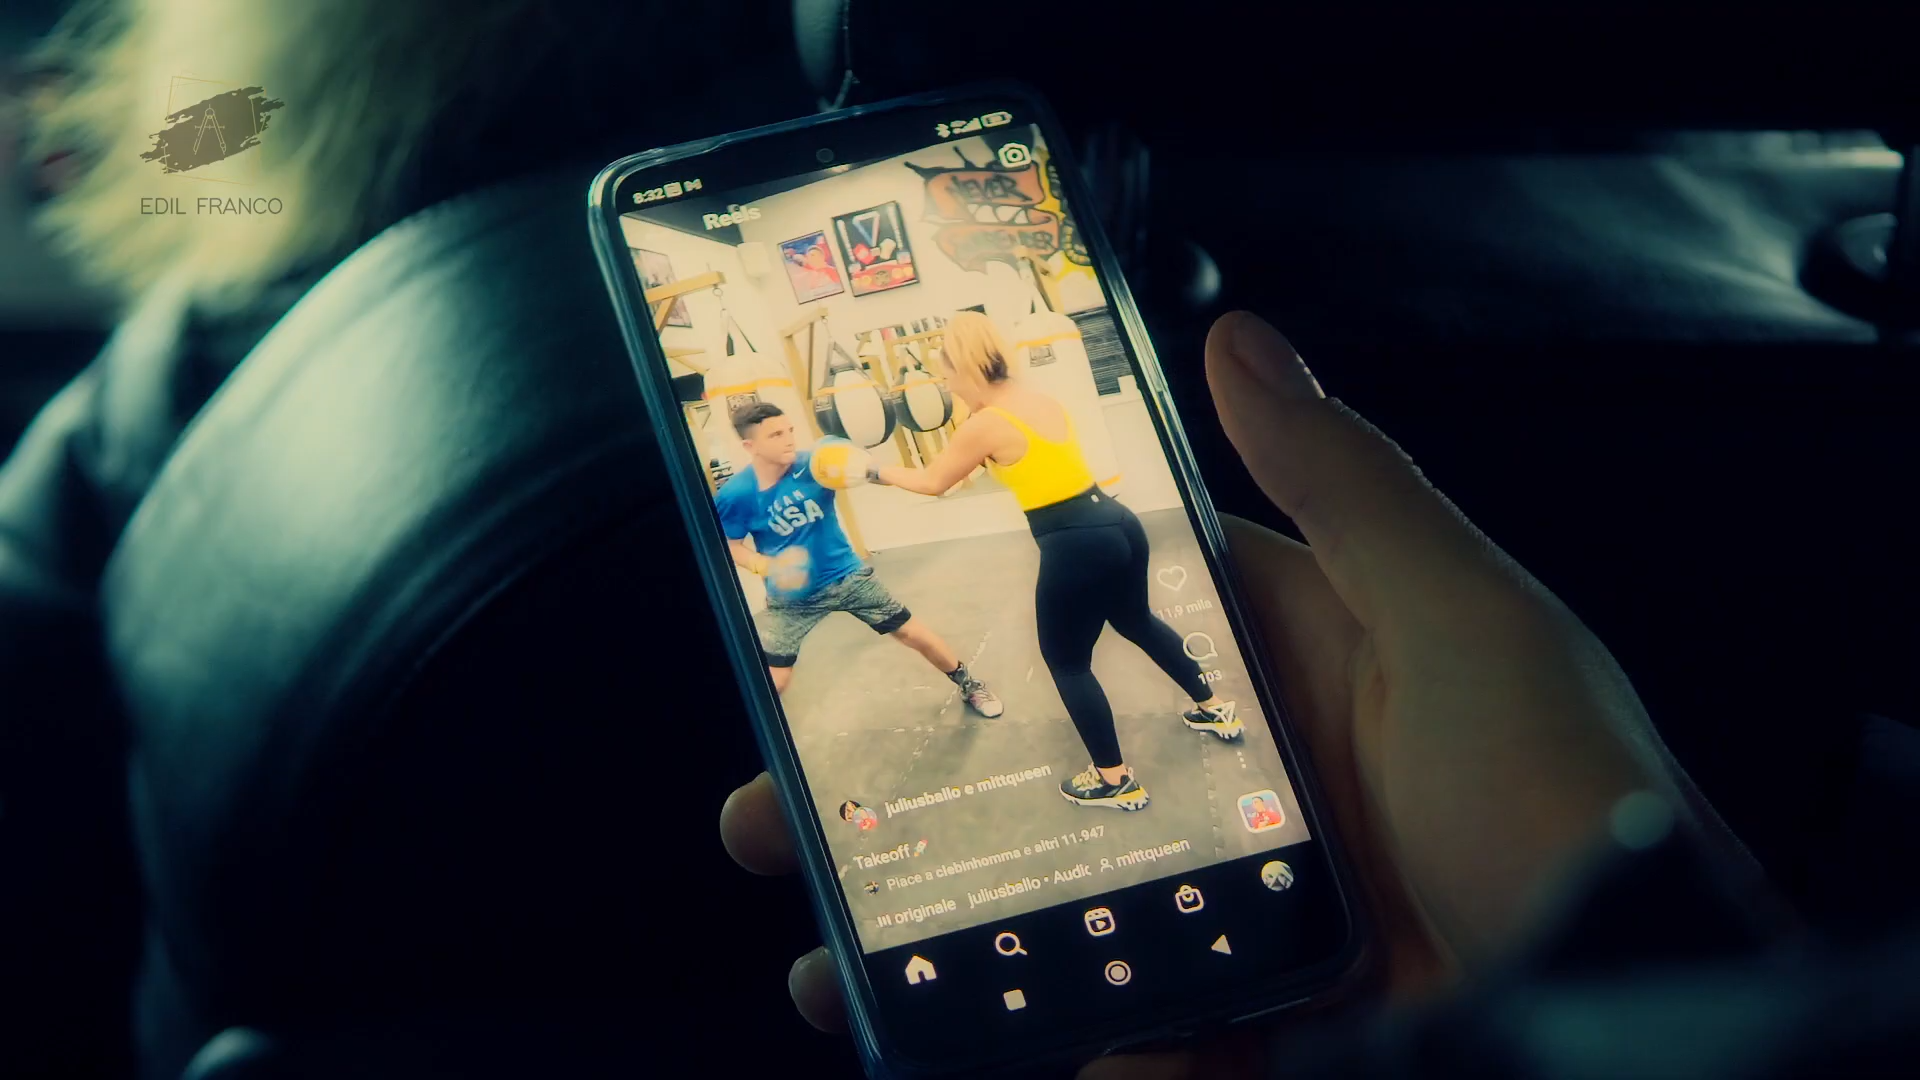 EDIL FRANCO
8:32
Reels
NEVER
TEAM
USA
11,9 mila
103
juliusballo e mittqueen
Takeoff🚀
Piace a clebinhomma e altri 11.947
originale juliusballo • Audio mittqueen